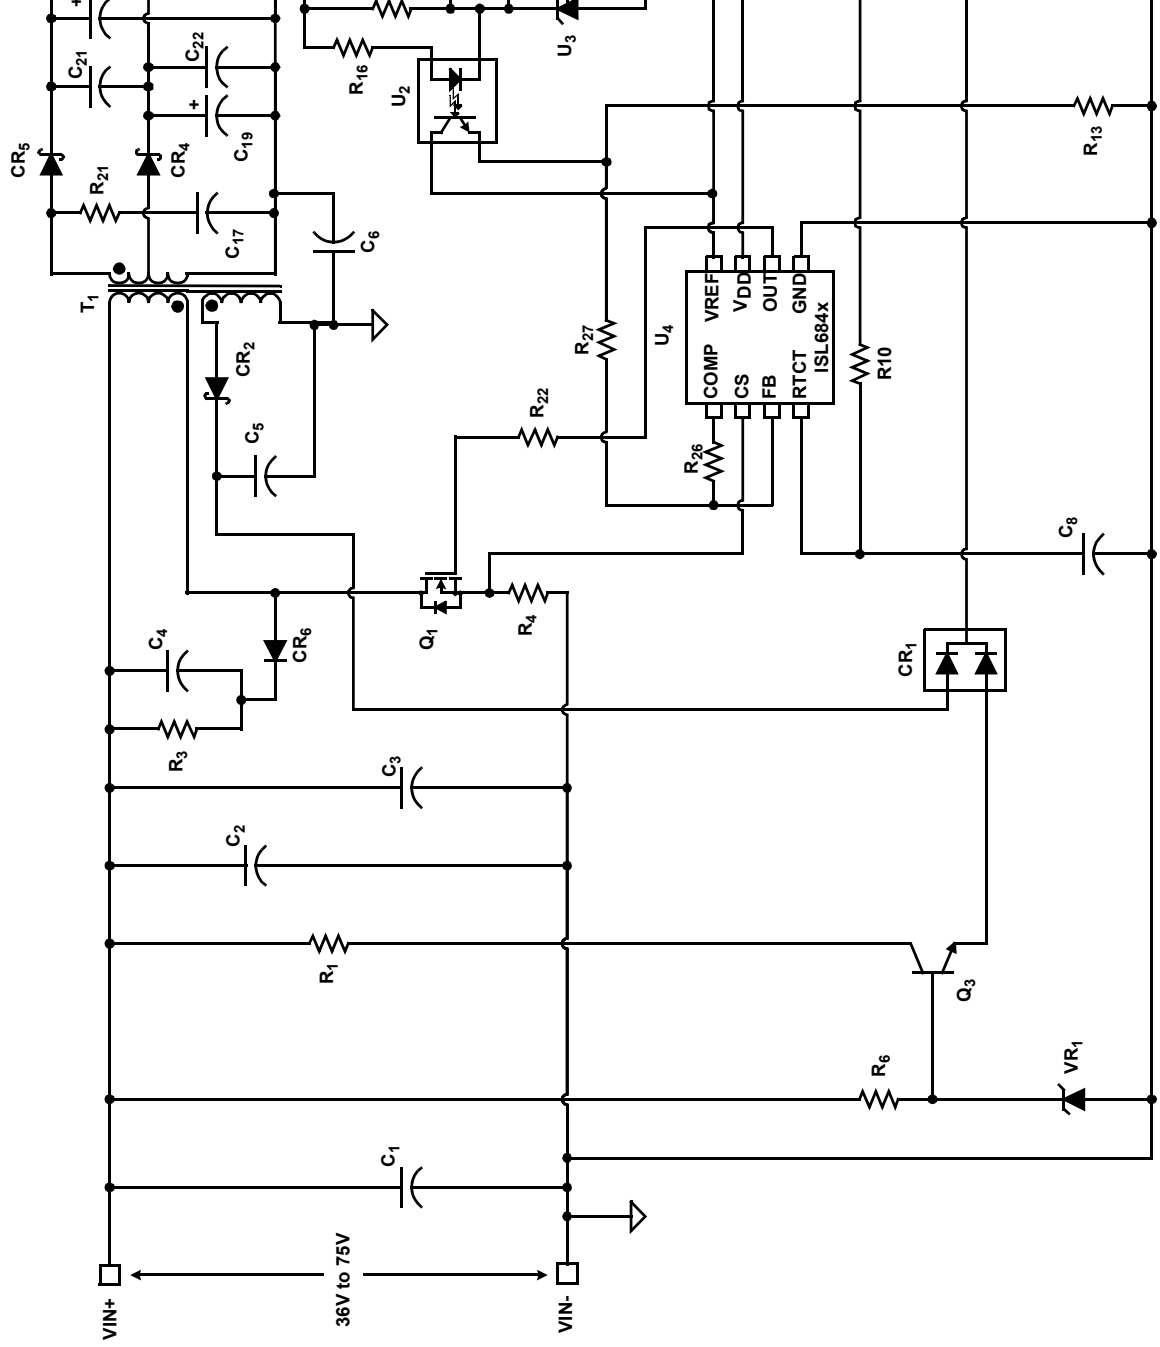 CR5
R21
C21
+
C22
+
C19
CR4
C17
T1
R16
U2
U3
C6
R13
CR2
C5
R27
R22
U4
VREF
VDD
OUT
GND
COMP
CS
FB
RTCT
ISL684x
R10
R26
C8
Q1
R4
C4
CR6
R3
CR1
C3
C2
R1
Q3
R6
VR1
C1
VIN+
36V to 75V
VIN-